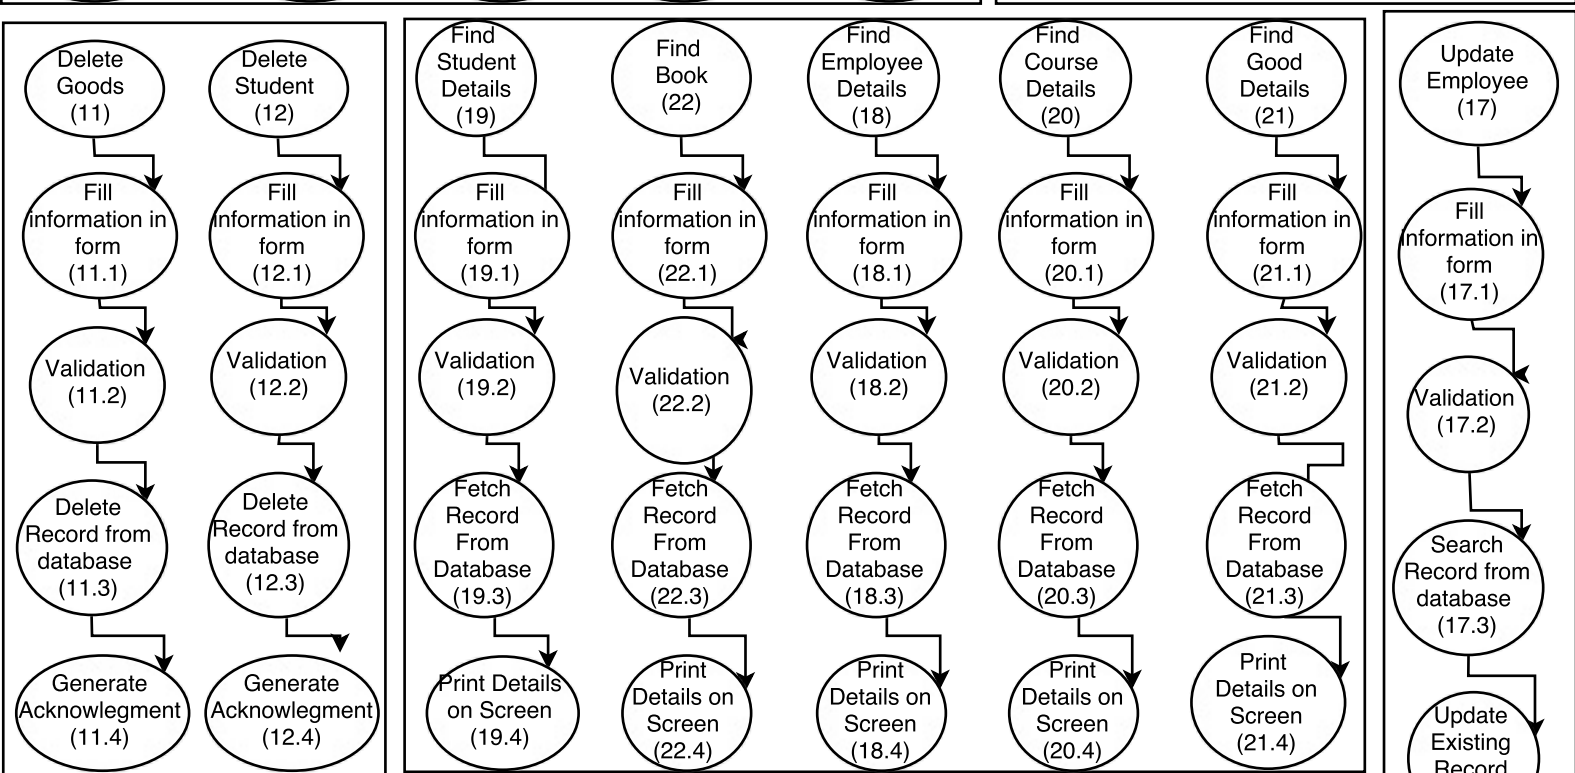 Delete
Goods
(11)
Fill
information in
form
(11.1)
Validation
(11.2)
Delete
Record from
database
(11.3)
Generate
Acknowlegment
(11.4)
Delete
Student
(12)
Fill
information in
form
(12.1)
Validation
(12.2)
Delete
Record from
database
(12.3)
Generate
Acknowlegment
(12.4)
Find
Student
Details
(19)
Fill
information in
form
(19.1)
Validation
(19.2)
Fetch
Record
From
Database
(19.3)
Print Details
on Screen
(19.4)
Find
Book
(22)
Fill
information in
form
(22.1)
Validation
(22.2)
Fetch
Record
From
Database
(22.3)
Print
Details on
Screen
(22.4)
Find
Employee
Details
(18)
Fill
information in
form
(18.1)
Validation
(18.2)
Fetch
Record
From
Database
(18.3)
Print
Details on
Screen
(18.4)
Find
Course
Details
(20)
Fill
information in
form
(20.1)
Validation
(20.2)
Fetch
Record
From
Database
(20.3)
Print
Details on
Screen
(20.4)
Find
Good
Details
(21)
Fill
information in
form
(21.1)
Validation
(21.2)
Fetch
Record
From
Database
(21.3)
Print
Details on
Screen
(21.4)
Update
Employee
(17)
Fill
information in
form
(17.1)
Validation
(17.2)
Search
Record from
database
(17.3)
Update
Existing
Record